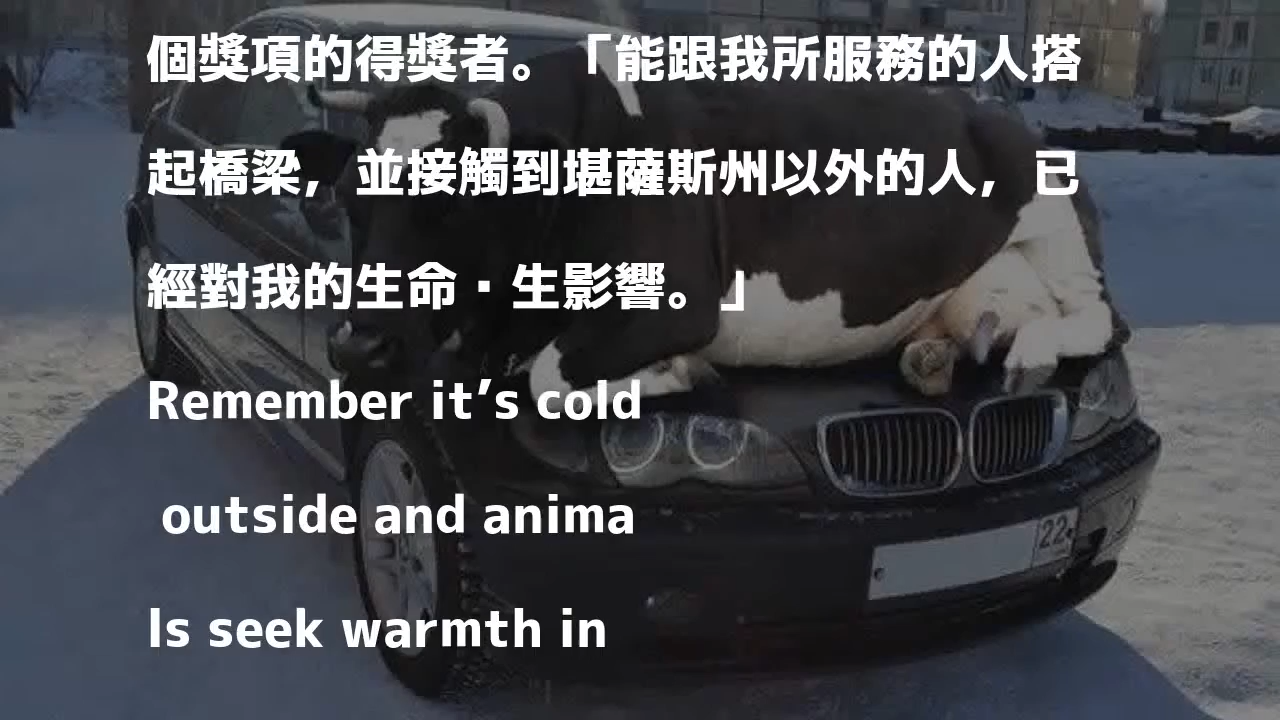 個獎項的得獎者。「能跟我所服務的人搭
起橋梁，並接觸到堪薩斯州以外的人，已
經對我的生命·生影響。」
Remember it’s cold
outside and anima
ls seek warmth in
22